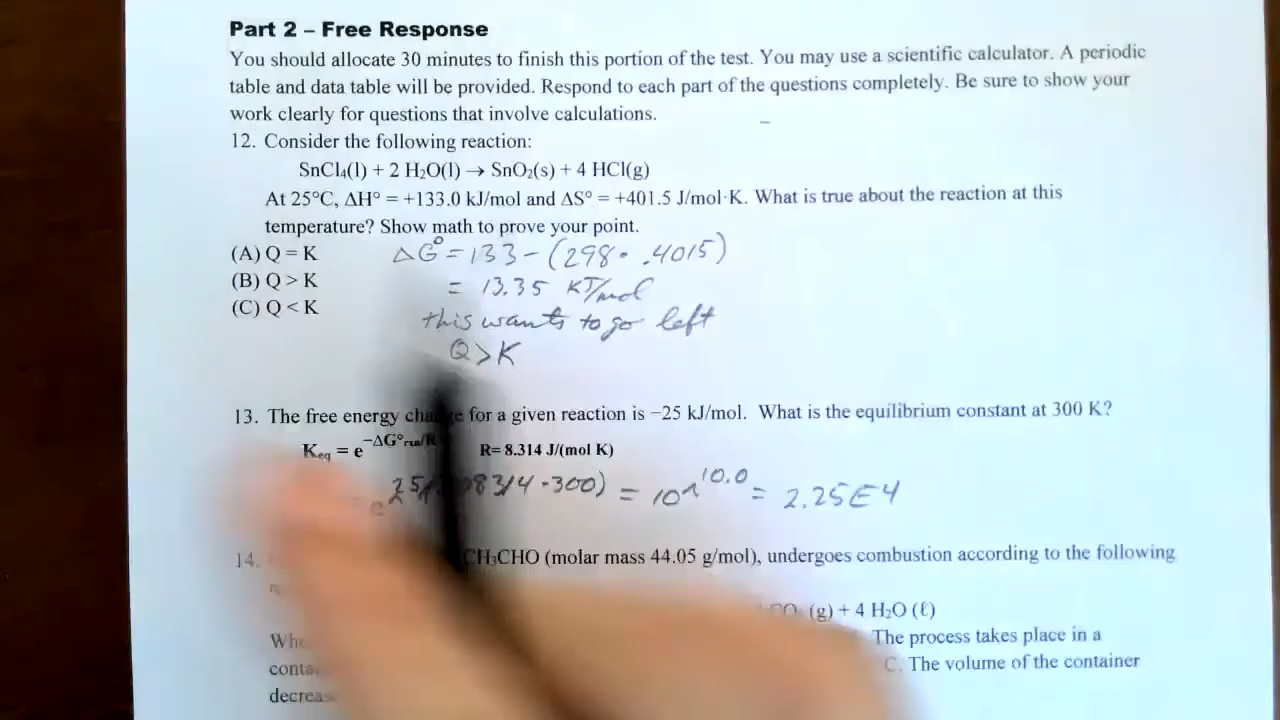 Part 2 – Free Response
You should allocate 30 minutes to finish this portion of the test. You may use a scientific calculator. A periodic
table and data table will be provided. Respond to each part of the questions completely. Be sure to show your
work clearly for questions that involve calculations.
12. Consider the following reaction:
SnCl₄(l) + 2 H₂O(l) → SnO₂(s) + 4 HCl(g)
At 25°C, ΔH° = +133.0 kJ/mol and ΔS° = +401.5 J/mol·K. What is true about the reaction at this
temperature? Show math to prove your point.
(A) Q = K
(B) Q > K
(C) Q < K
ΔG° = 133 - (298 · .4015)
= 13.35 KJ/mol
this wants to go left
Q > K
13. The free energy for a given reaction is −25 kJ/mol. What is the equilibrium constant at 300 K?
Keq = e^−ΔG°rxn/R
R= 8.314 J/(mol K)
e 25/ 8314 · 300) = 10^10.0 = 2.25E4
14. CH₃CHO (molar mass 44.05 g/mol), undergoes combustion according to the following
(g) + 4 H₂O (ℓ)
The process takes place in a
C. The volume of the container